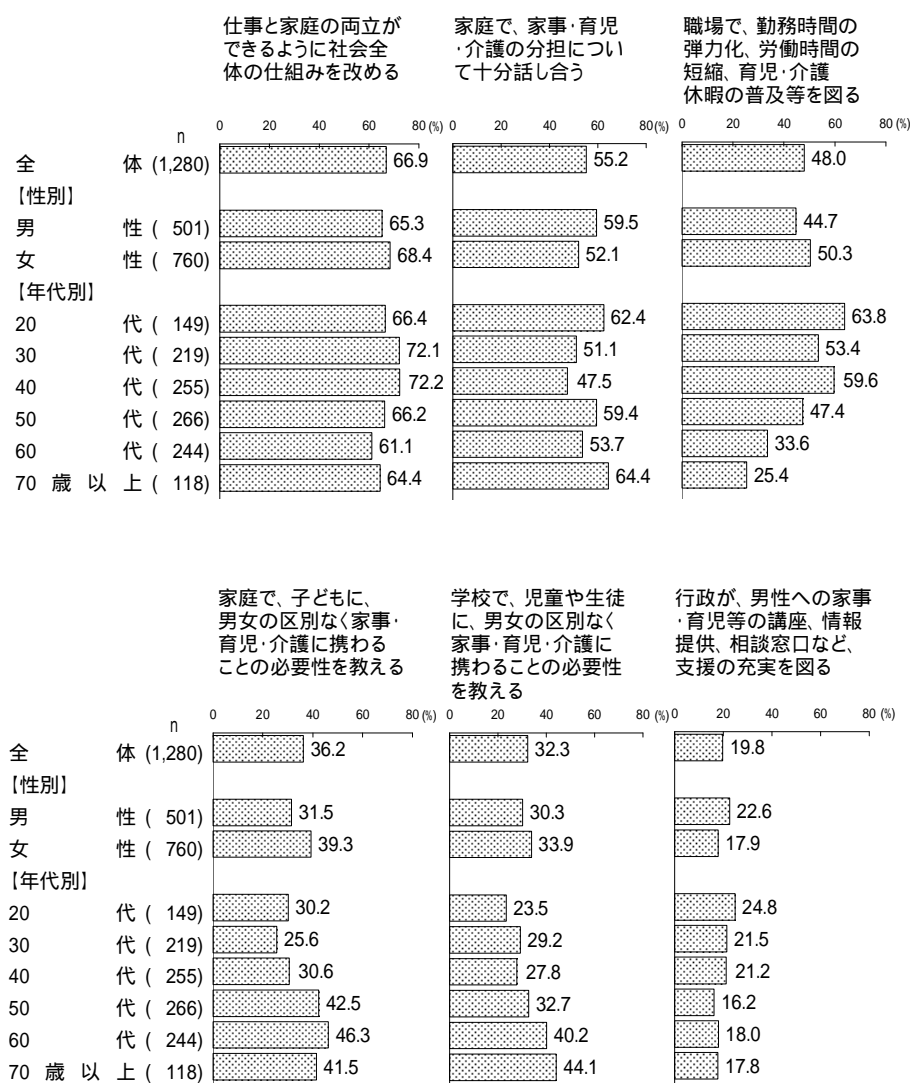 仕事と家庭の両立が
できるように社会全
体の仕組みを改める
家庭で、家事・育児
・介護の分担につい
て十分話し合う
職場で、勤務時間の
弾力化、労働時間の
短縮、育児・介護
休暇の普及等を図る
n
0 20 40 60 80 (%)
0 20 40 60 80 (%)
0 20 40 60 80 (%)
全 体 (1,280) 66.9 55.2 48.0
【性別】
男 性 ( 501) 65.3 59.5 44.7
女 性 ( 760) 68.4 52.1 50.3
【年代別】
20 代 ( 149) 66.4 62.4 63.8
30 代 ( 219) 72.1 51.1 53.4
40 代 ( 255) 72.2 47.5 59.6
50 代 ( 266) 66.2 59.4 47.4
60 代 ( 244) 61.1 53.7 33.6
70 歳 以 上 ( 118) 64.4 64.4 25.4
家庭で、子どもに、
男女の区別なく家事・
育児・介護に携わる
ことの必要性を教える
学校で、児童や生徒
に、男女の区別なく
家事・育児・介護に
携わることの必要性
を教える
行政が、男性への家事
・育児等の講座、情報
提供、相談窓口など、
支援の充実を図る
n
0 20 40 60 80 (%)
0 20 40 60 80 (%)
0 20 40 60 80 (%)
全 体 (1,280) 36.2 32.3 19.8
【性別】
男 性 ( 501) 31.5 30.3 22.6
女 性 ( 760) 39.3 33.9 17.9
【年代別】
20 代 ( 149) 30.2 23.5 24.8
30 代 ( 219) 25.6 29.2 21.5
40 代 ( 255) 30.6 27.8 21.2
50 代 ( 266) 42.5 32.7 16.2
60 代 ( 244) 46.3 40.2 18.0
70 歳 以 上 ( 118) 41.5 44.1 17.8